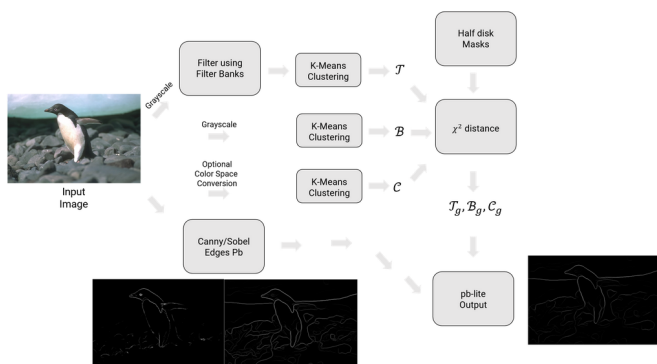 Half disk
Masks
Filter using
Filter Banks
K-Means
Clustering
𝒯
Grayscale
Grayscale
K-Means
Clustering
ℬ
χ² distance
Optional
Color Space
Conversion
K-Means
Clustering
𝒞
Input
Image
𝒯g, ℬg, 𝒞g
Canny/Sobel
Edges Pb
pb-lite
Output